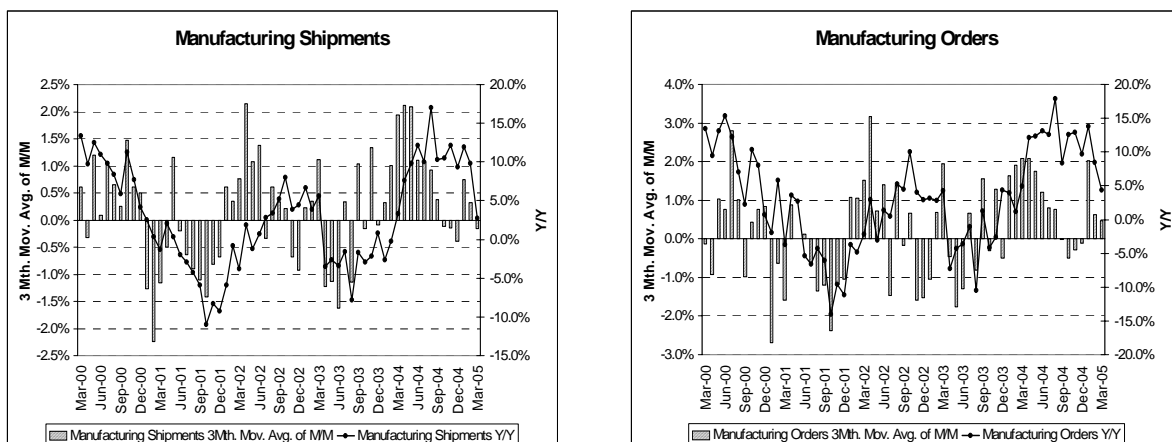 Manufacturing Shipments
3 Mth. Mov. Avg. of M/M
2.5%
2.0%
1.5%
1.0%
0.5%
0.0%
-0.5%
-1.0%
-1.5%
-2.0%
-2.5%
20.0%
15.0%
10.0%
5.0%
0.0%
-5.0%
-10.0%
-15.0%
Y/Y
Mar-00
Jun-00
Sep-00
Dec-00
Mar-01
Jun-01
Sep-01
Dec-01
Mar-02
Jun-02
Sep-02
Dec-02
Mar-03
Jun-03
Sep-03
Dec-03
Mar-04
Jun-04
Sep-04
Dec-04
Mar-05
Manufacturing Shipments 3Mth. Mov. Avg. of M/M
Manufacturing Shipments Y/Y
Manufacturing Orders
3 Mth. Mov. Avg. of M/M
4.0%
3.0%
2.0%
1.0%
0.0%
-1.0%
-2.0%
-3.0%
20.0%
15.0%
10.0%
5.0%
0.0%
-5.0%
-10.0%
-15.0%
-20.0%
Y/Y
Mar-00
Jun-00
Sep-00
Dec-00
Mar-01
Jun-01
Sep-01
Dec-01
Mar-02
Jun-02
Sep-02
Dec-02
Mar-03
Jun-03
Sep-03
Dec-03
Mar-04
Jun-04
Sep-04
Dec-04
Mar-05
Manufacturing Orders 3Mth. Mov. Avg. of M/M
Manufacturing Orders Y/Y